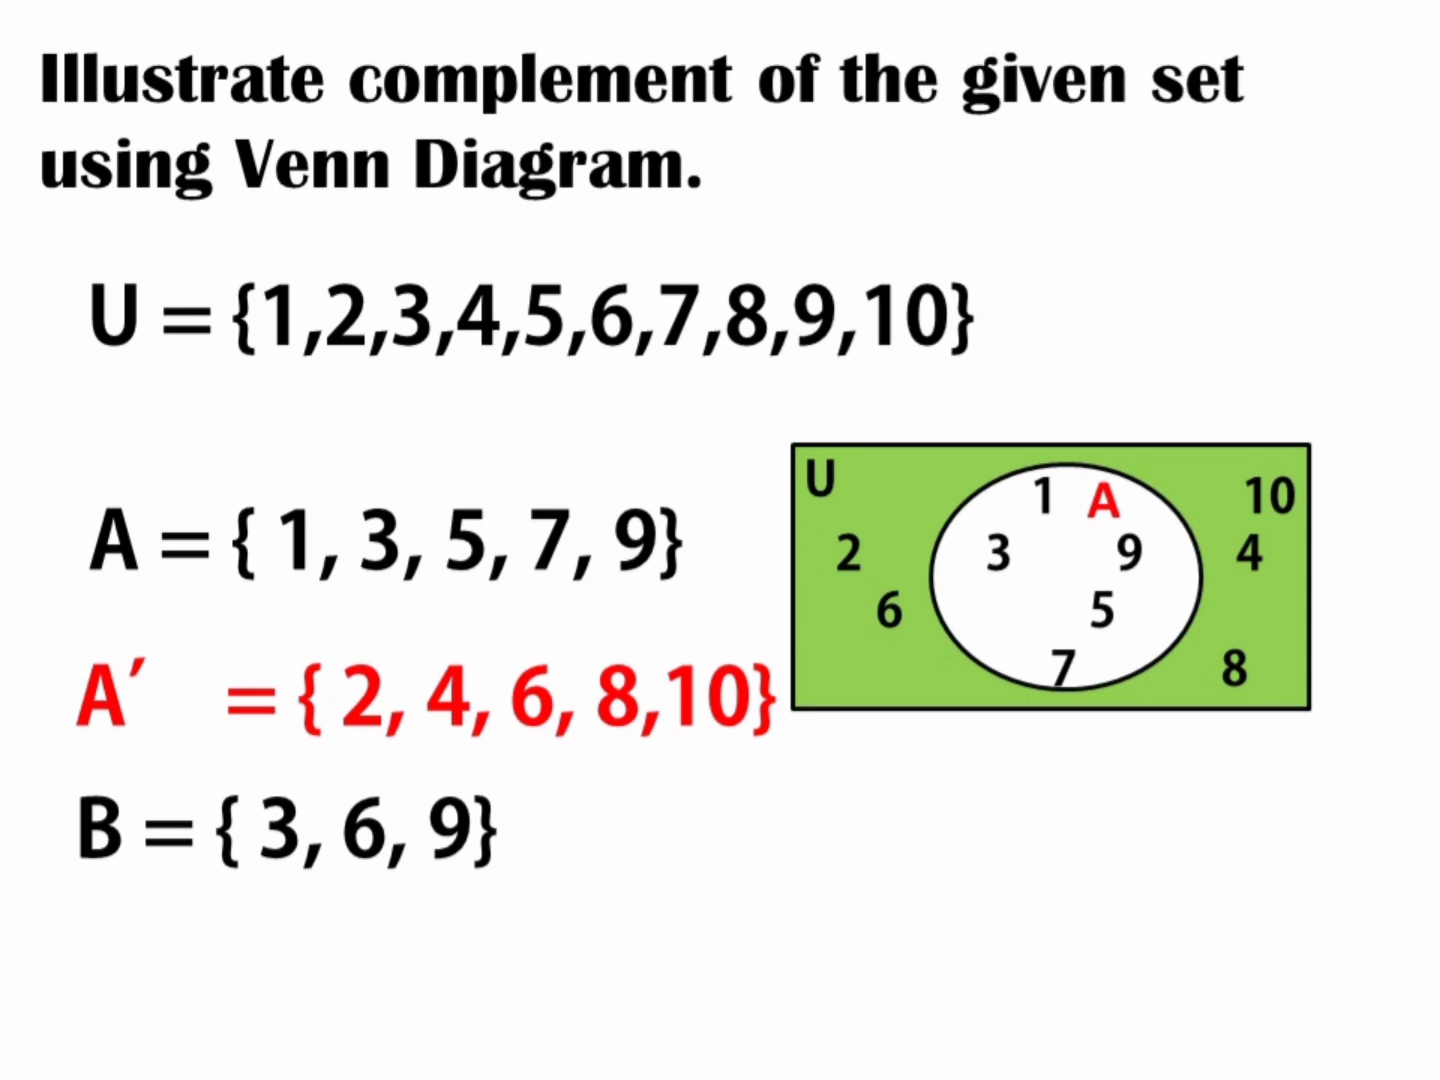 Illustrate complement of the given set
using Venn Diagram.
U = {1,2,3,4,5,6,7,8,9,10}
A = { 1, 3, 5, 7, 9}
A′ = { 2, 4, 6, 8,10}
B = { 3, 6, 9}
U 1 A 10
2 3 9 4
6 5
7 8